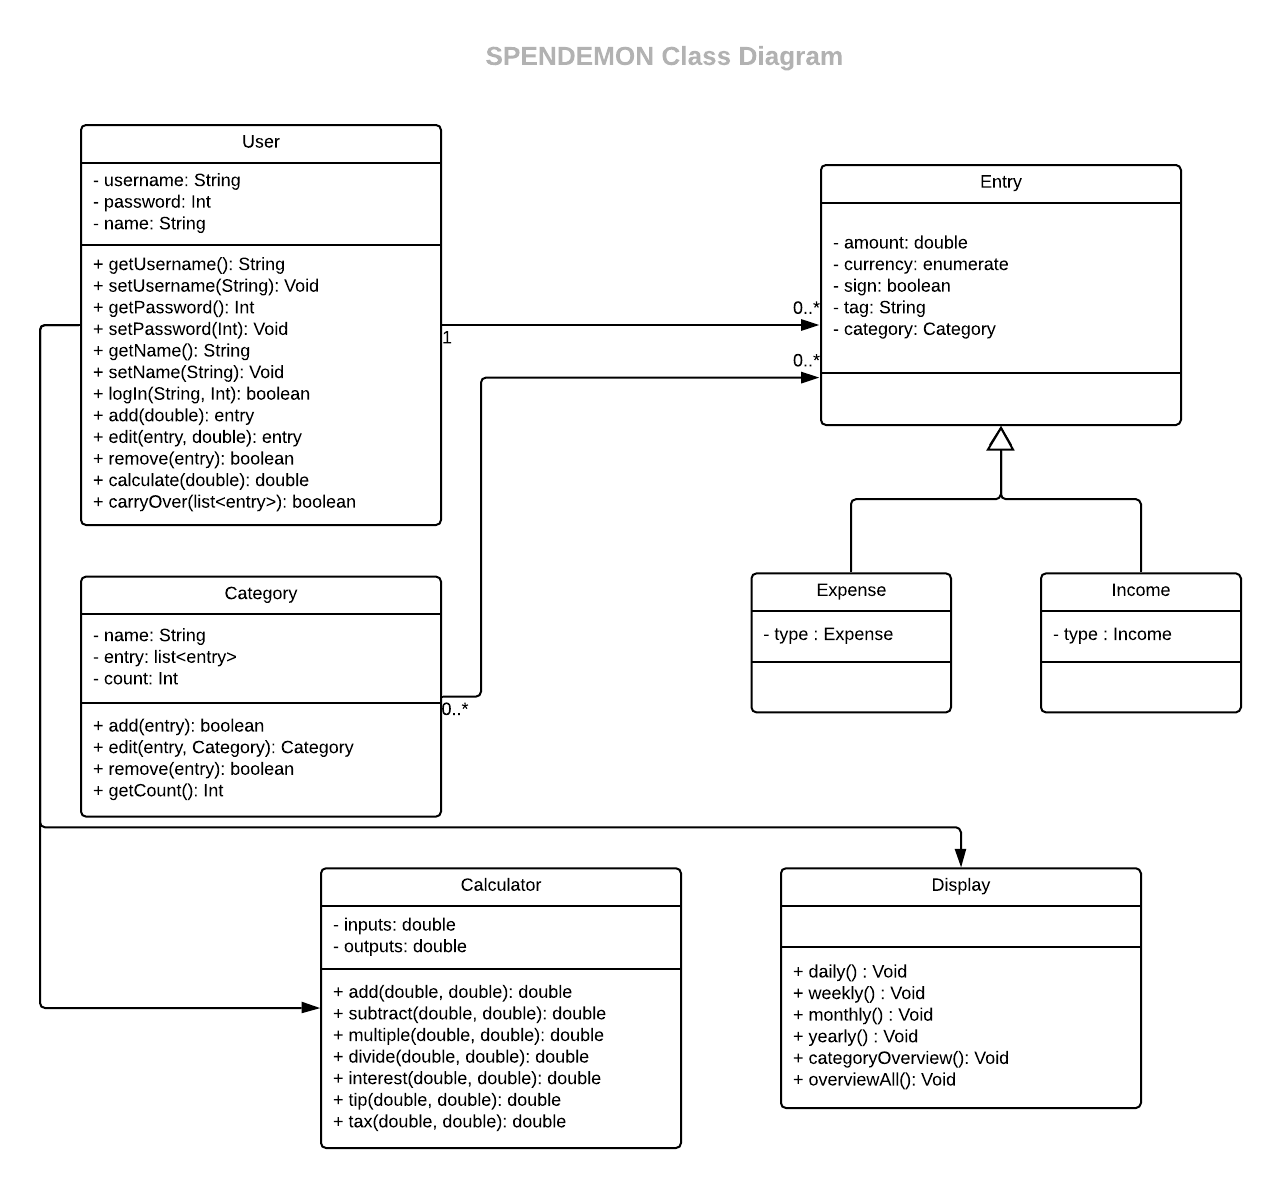 SPENDEMON Class Diagram
User
- username: String
- password: Int
- name: String
+ getUsername(): String
+ setUsername(String): Void
+ getPassword(): Int
+ setPassword(Int): Void
+ getName(): String
+ setName(String): Void
+ logIn(String, Int): boolean
+ add(double): entry
+ edit(entry, double): entry
+ remove(entry): boolean
+ calculate(double): double
+ carryOver(list<entry>): boolean
1
0..*
0..*
Entry
- amount: double
- currency: enumerate
- sign: boolean
- tag: String
- category: Category
Category
- name: String
- entry: list<entry>
- count: Int
+ add(entry): boolean
+ edit(entry, Category): Category
+ remove(entry): boolean
+ getCount(): Int
0..*
Expense
- type : Expense
Income
- type : Income
Calculator
- inputs: double
- outputs: double
+ add(double, double): double
+ subtract(double, double): double
+ multiple(double, double): double
+ divide(double, double): double
+ interest(double, double): double
+ tip(double, double): double
+ tax(double, double): double
Display
+ daily() : Void
+ weekly() : Void
+ monthly() : Void
+ yearly() : Void
+ categoryOverview(): Void
+ overviewAll(): Void